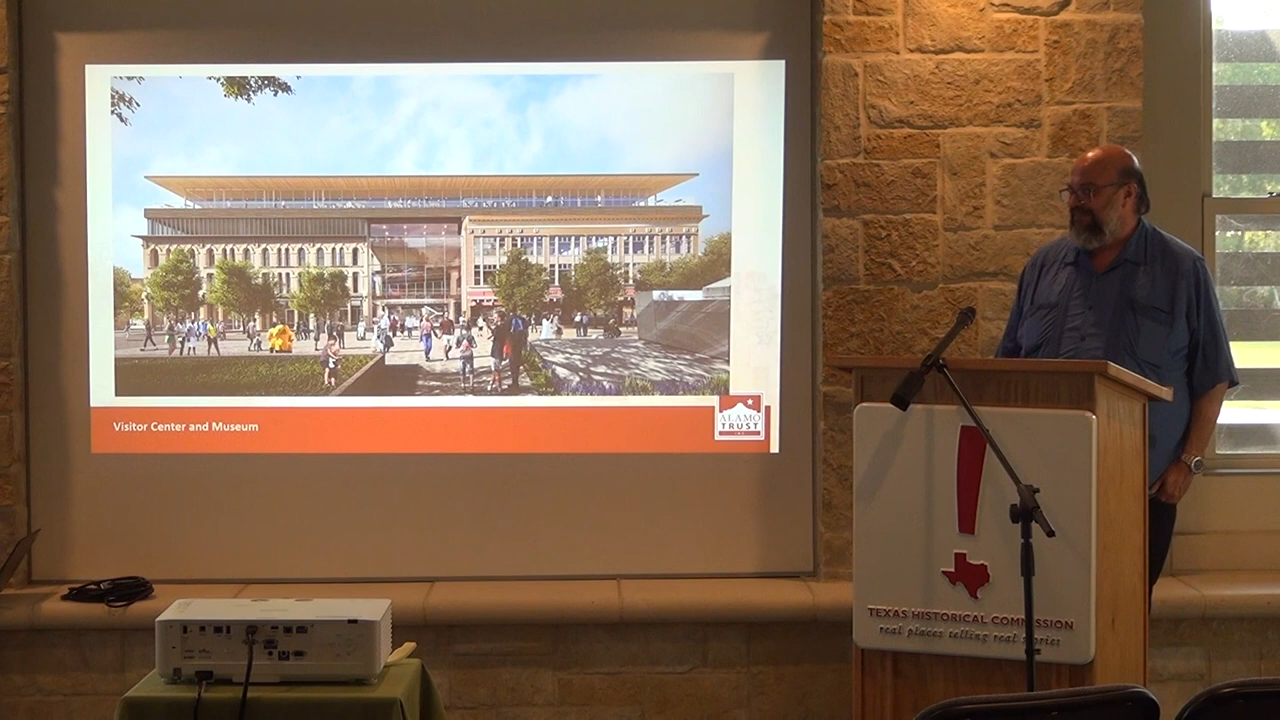 Visitor Center and Museum
ALAMO
TRUST
TEXAS HISTORICAL COMMISSION
real places telling real stories